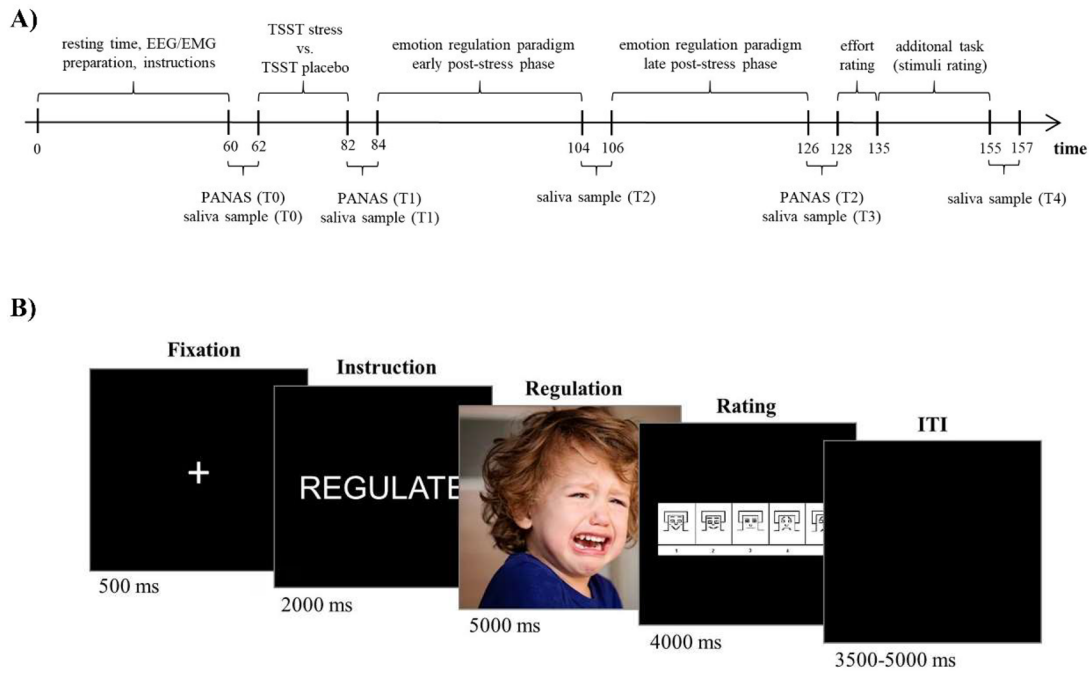 A)
resting time, EEG/EMG
preparation, instructions
TSST stress
vs.
TSST placebo
emotion regulation paradigm
early post-stress phase
emotion regulation paradigm
late post-stress phase
effort
rating
additonal task
(stimuli rating)
0 60 62 82 84 104 106 126 128 135 155 157 time
PANAS (T0)
saliva sample (T0)
PANAS (T1)
saliva sample (T1)
saliva sample (T2)
PANAS (T2)
saliva sample (T3)
saliva sample (T4)
B)
Fixation
+
500 ms
Instruction
REGULATE
2000 ms
Regulation
5000 ms
Rating
1 2 3 4
4000 ms
ITI
3500-5000 ms